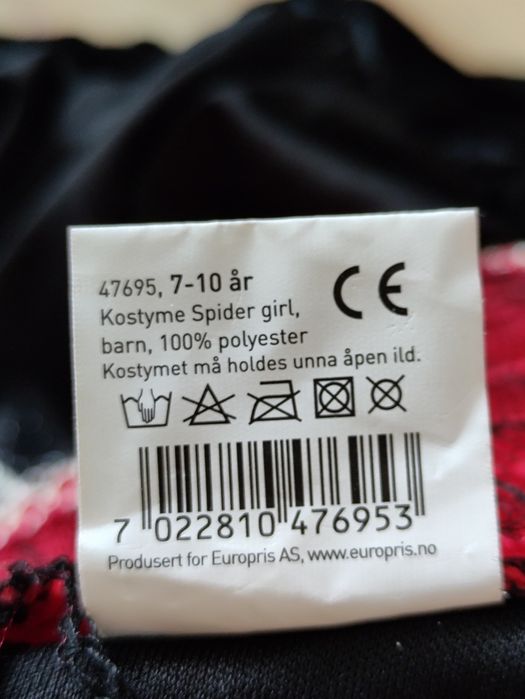 47695, 7-10 år
CE
Kostyme Spider girl,
barn, 100% polyester
Kostymet må holdes unna åpen ild.
7 022810 476953
Produsert for Europris AS, www.europris.no